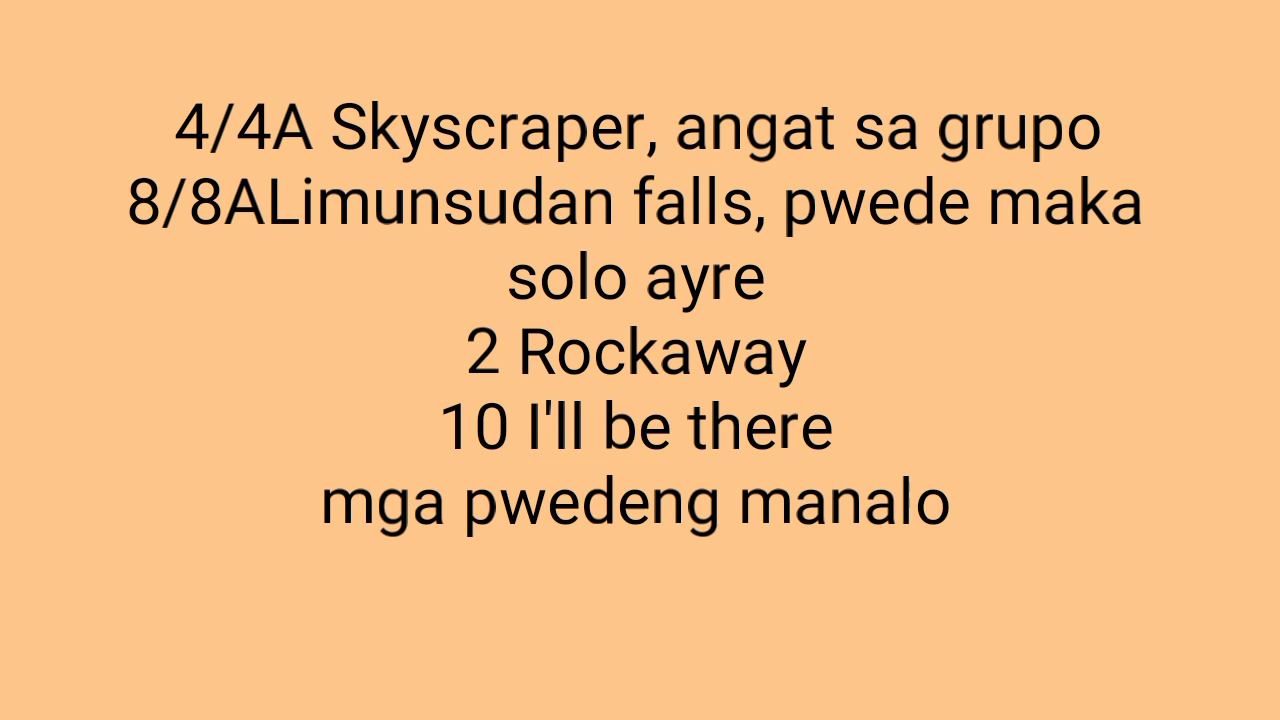 4/4A Skyscraper, angat sa grupo
8/8ALimunsudan falls, pwede maka
solo ayre
2 Rockaway
10 I'll be there
mga pwedeng manalo